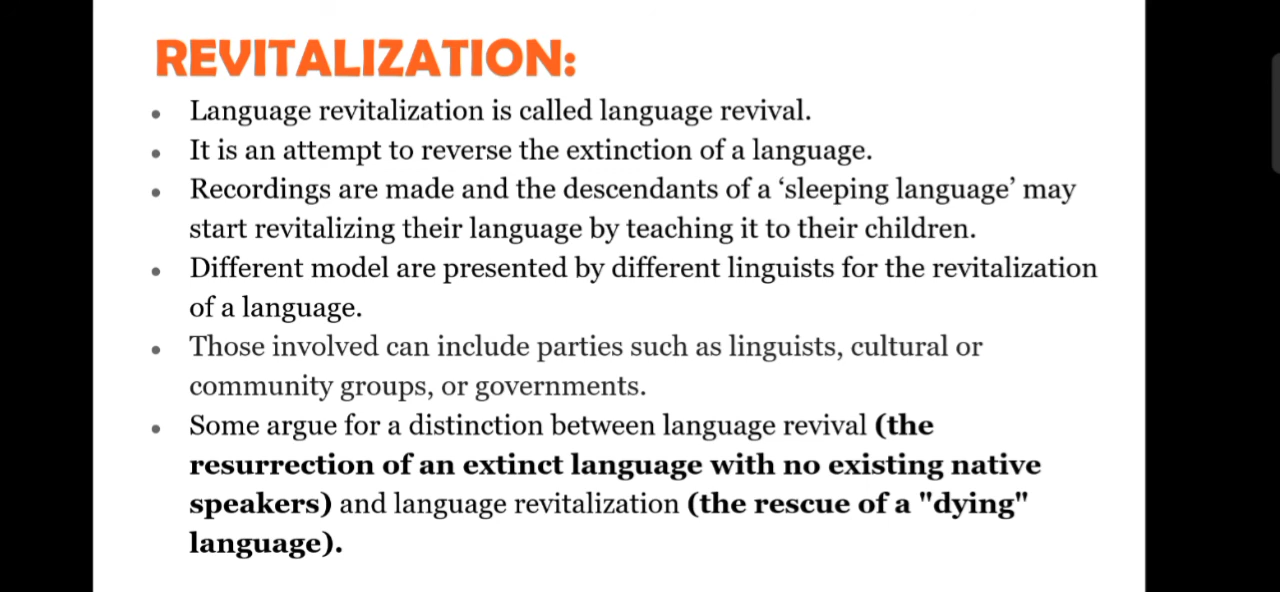 REVITALIZATION:
• Language revitalization is called language revival.
• It is an attempt to reverse the extinction of a language.
• Recordings are made and the descendants of a ‘sleeping language’ may
start revitalizing their language by teaching it to their children.
• Different model are presented by different linguists for the revitalization
of a language.
• Those involved can include parties such as linguists, cultural or
community groups, or governments.
• Some argue for a distinction between language revival (the
resurrection of an extinct language with no existing native
speakers) and language revitalization (the rescue of a "dying"
language).